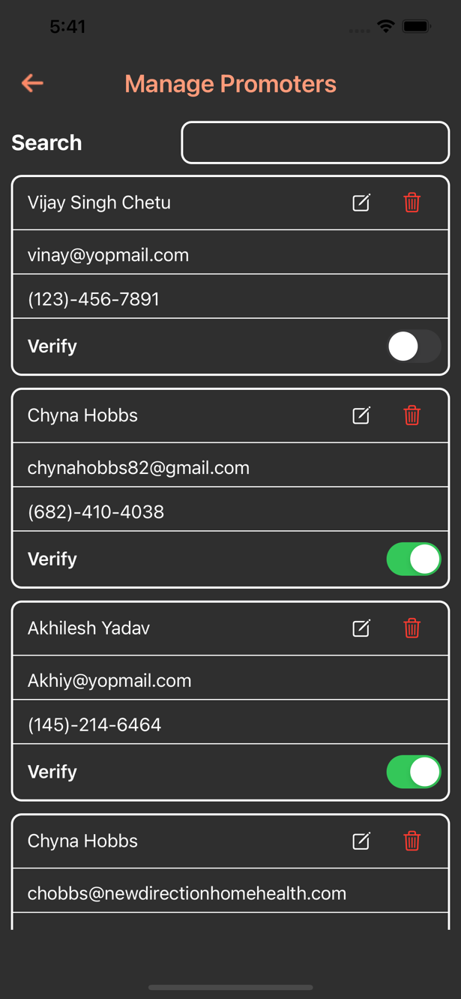 5:41
Manage Promoters
Search
Vijay Singh Chetu
vinay@yopmail.com
(123)-456-7891
Verify
Chyna Hobbs
chynahobbs82@gmail.com
(682)-410-4038
Verify
Akhilesh Yadav
Akhiy@yopmail.com
(145)-214-6464
Verify
Chyna Hobbs
chobbs@newdirectionhomehealth.com